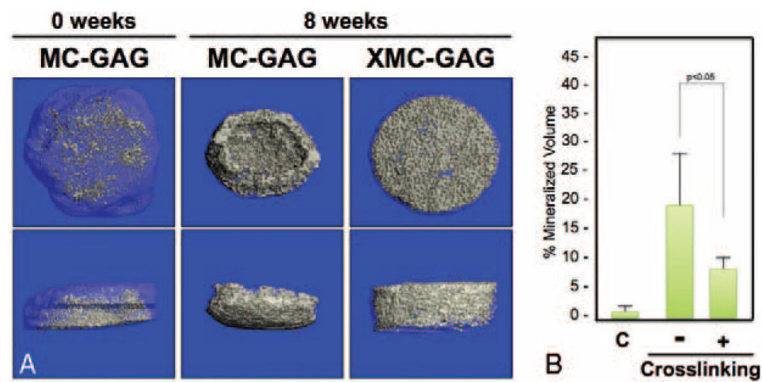 0 weeks
8 weeks
MC-GAG
MC-GAG
XMC-GAG
A
% Mineralized Volume
45 -
40 -
35 -
30 -
25 -
20 -
15 -
10 -
5 -
0 -
p<0.05
C
-
+
Crosslinking
B